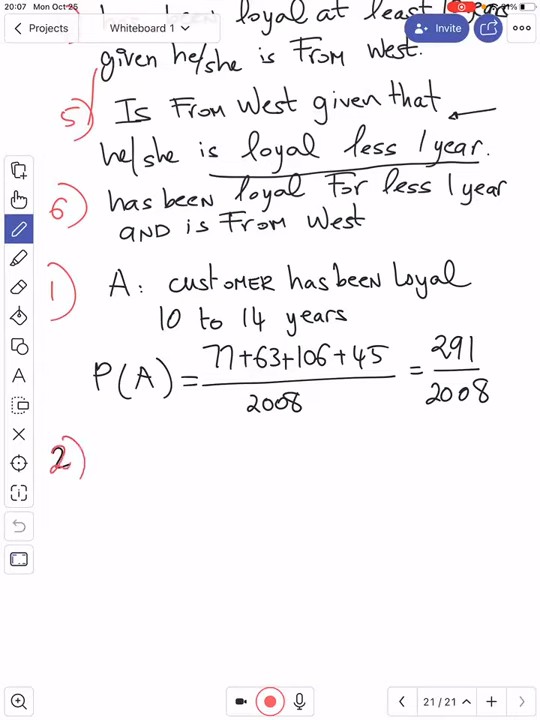 20:07 Mon Oct 25
Projects
Whiteboard 1
Invite
loyal at least
given he/she is From West.
5) Is From West given that
he/she is loyal less 1 year.
6) has been loyal For less 1 year
AND is From West
1) A: customer has been Loyal
10 to 14 years
P(A) = 77+63+106+45 / 2008 = 291 / 2008
2)
21/21